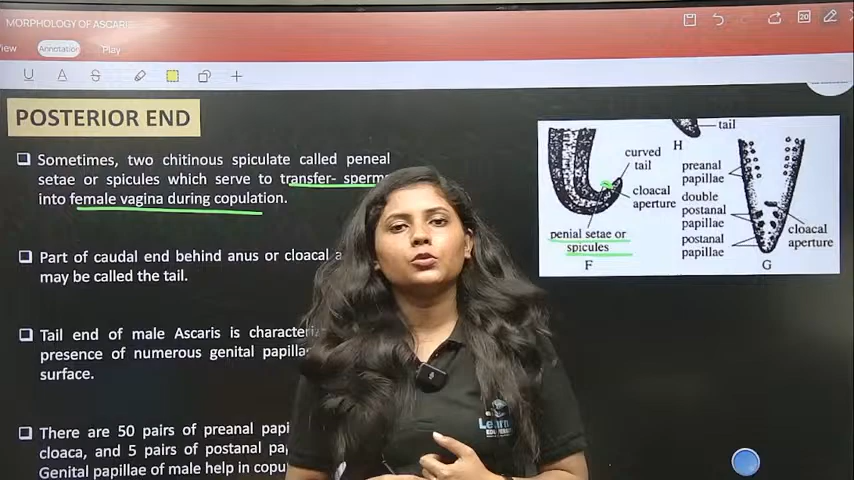 MORPHOLOGY OF ASCARIS
View
Annotation
Play
20
U A S
POSTERIOR END
Sometimes, two chitinous spiculate called peneal
setae or spicules which serve to transfer- sperms
into female vagina during copulation.
Part of caudal end behind anus or cloacal a
may be called the tail.
Tail end of male Ascaris is characteri
presence of numerous genital papilla
surface.
There are 50 pairs of preanal papi
cloaca, and 5 pairs of postanal pa
Genital papillae of male help in copu
tail
H
curved
tail
cloacal
aperture
penial setae or
spicules
F
preanal
papillae
double
postanal
papillae
postanal
papillae
cloacal
aperture
G
Learn